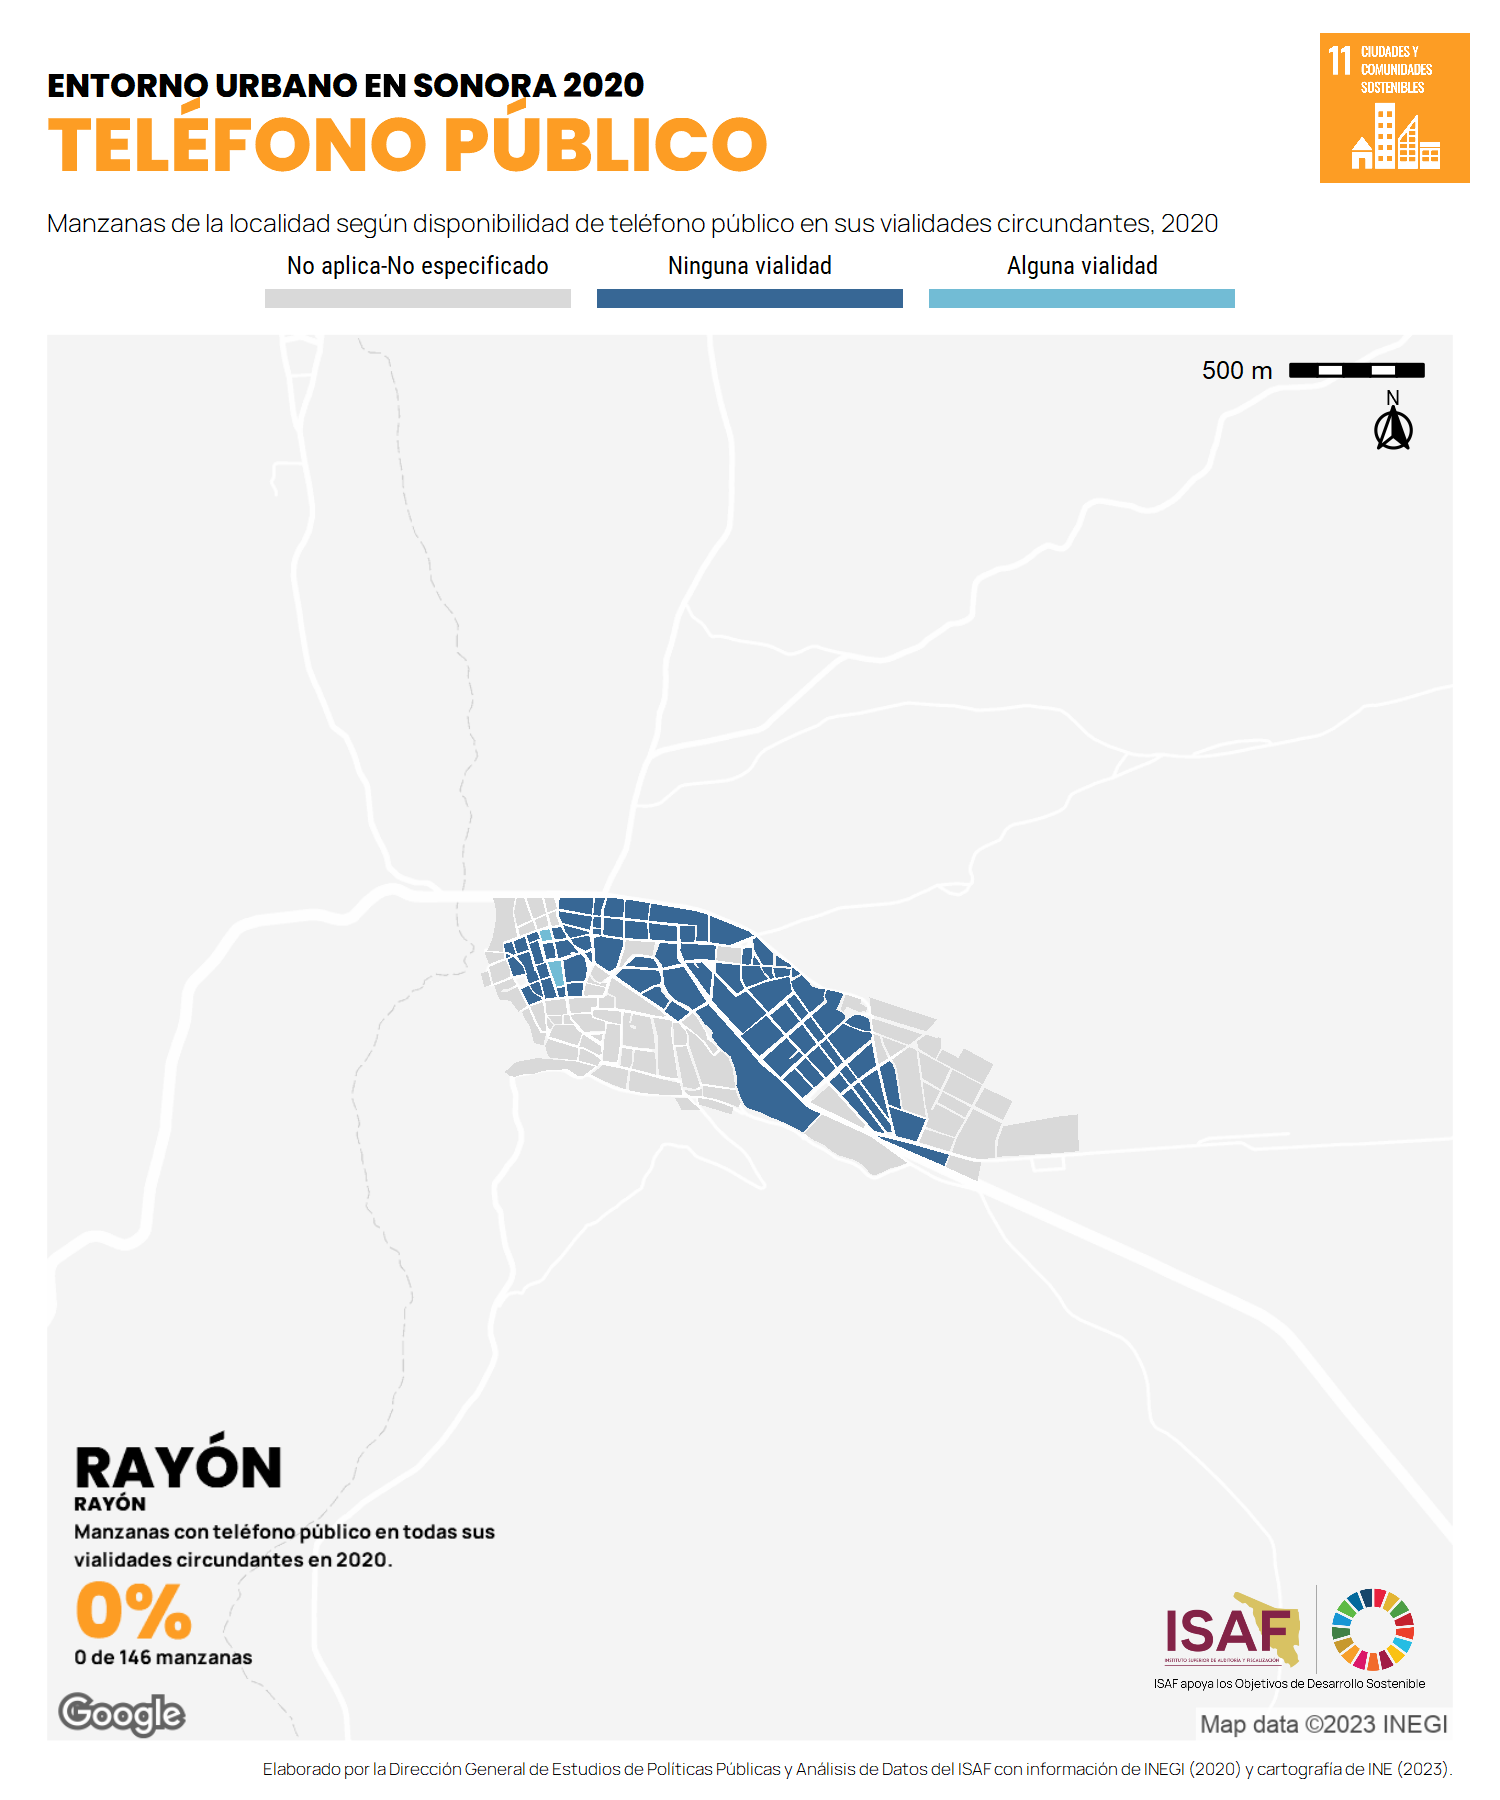 11 CIUDADES Y
COMUNIDADES
SOSTENIBLES
ENTORNO URBANO EN SONORA 2020
TELÉFONO PÚBLICO
Manzanas de la localidad según disponibilidad de teléfono público en sus vialidades circundantes, 2020
No aplica-No especificado
Ninguna vialidad
Alguna vialidad
500 m
N
RAYÓN
RAYÓN
Manzanas con teléfono público en todas sus
vialidades circundantes en 2020.
0%
0 de 146 manzanas
Google
ISAF
INSTITUTO SUPERIOR DE AUDITORÍA Y FISCALIZACIÓN
ISAF apoya los Objetivos de Desarrollo Sostenible
Map data ©2023 INEGI
Elaborado por la Dirección General de Estudios de Políticas Públicas y Análisis de Datos del ISAF con información de INEGI (2020) y cartografía de INE (2023).